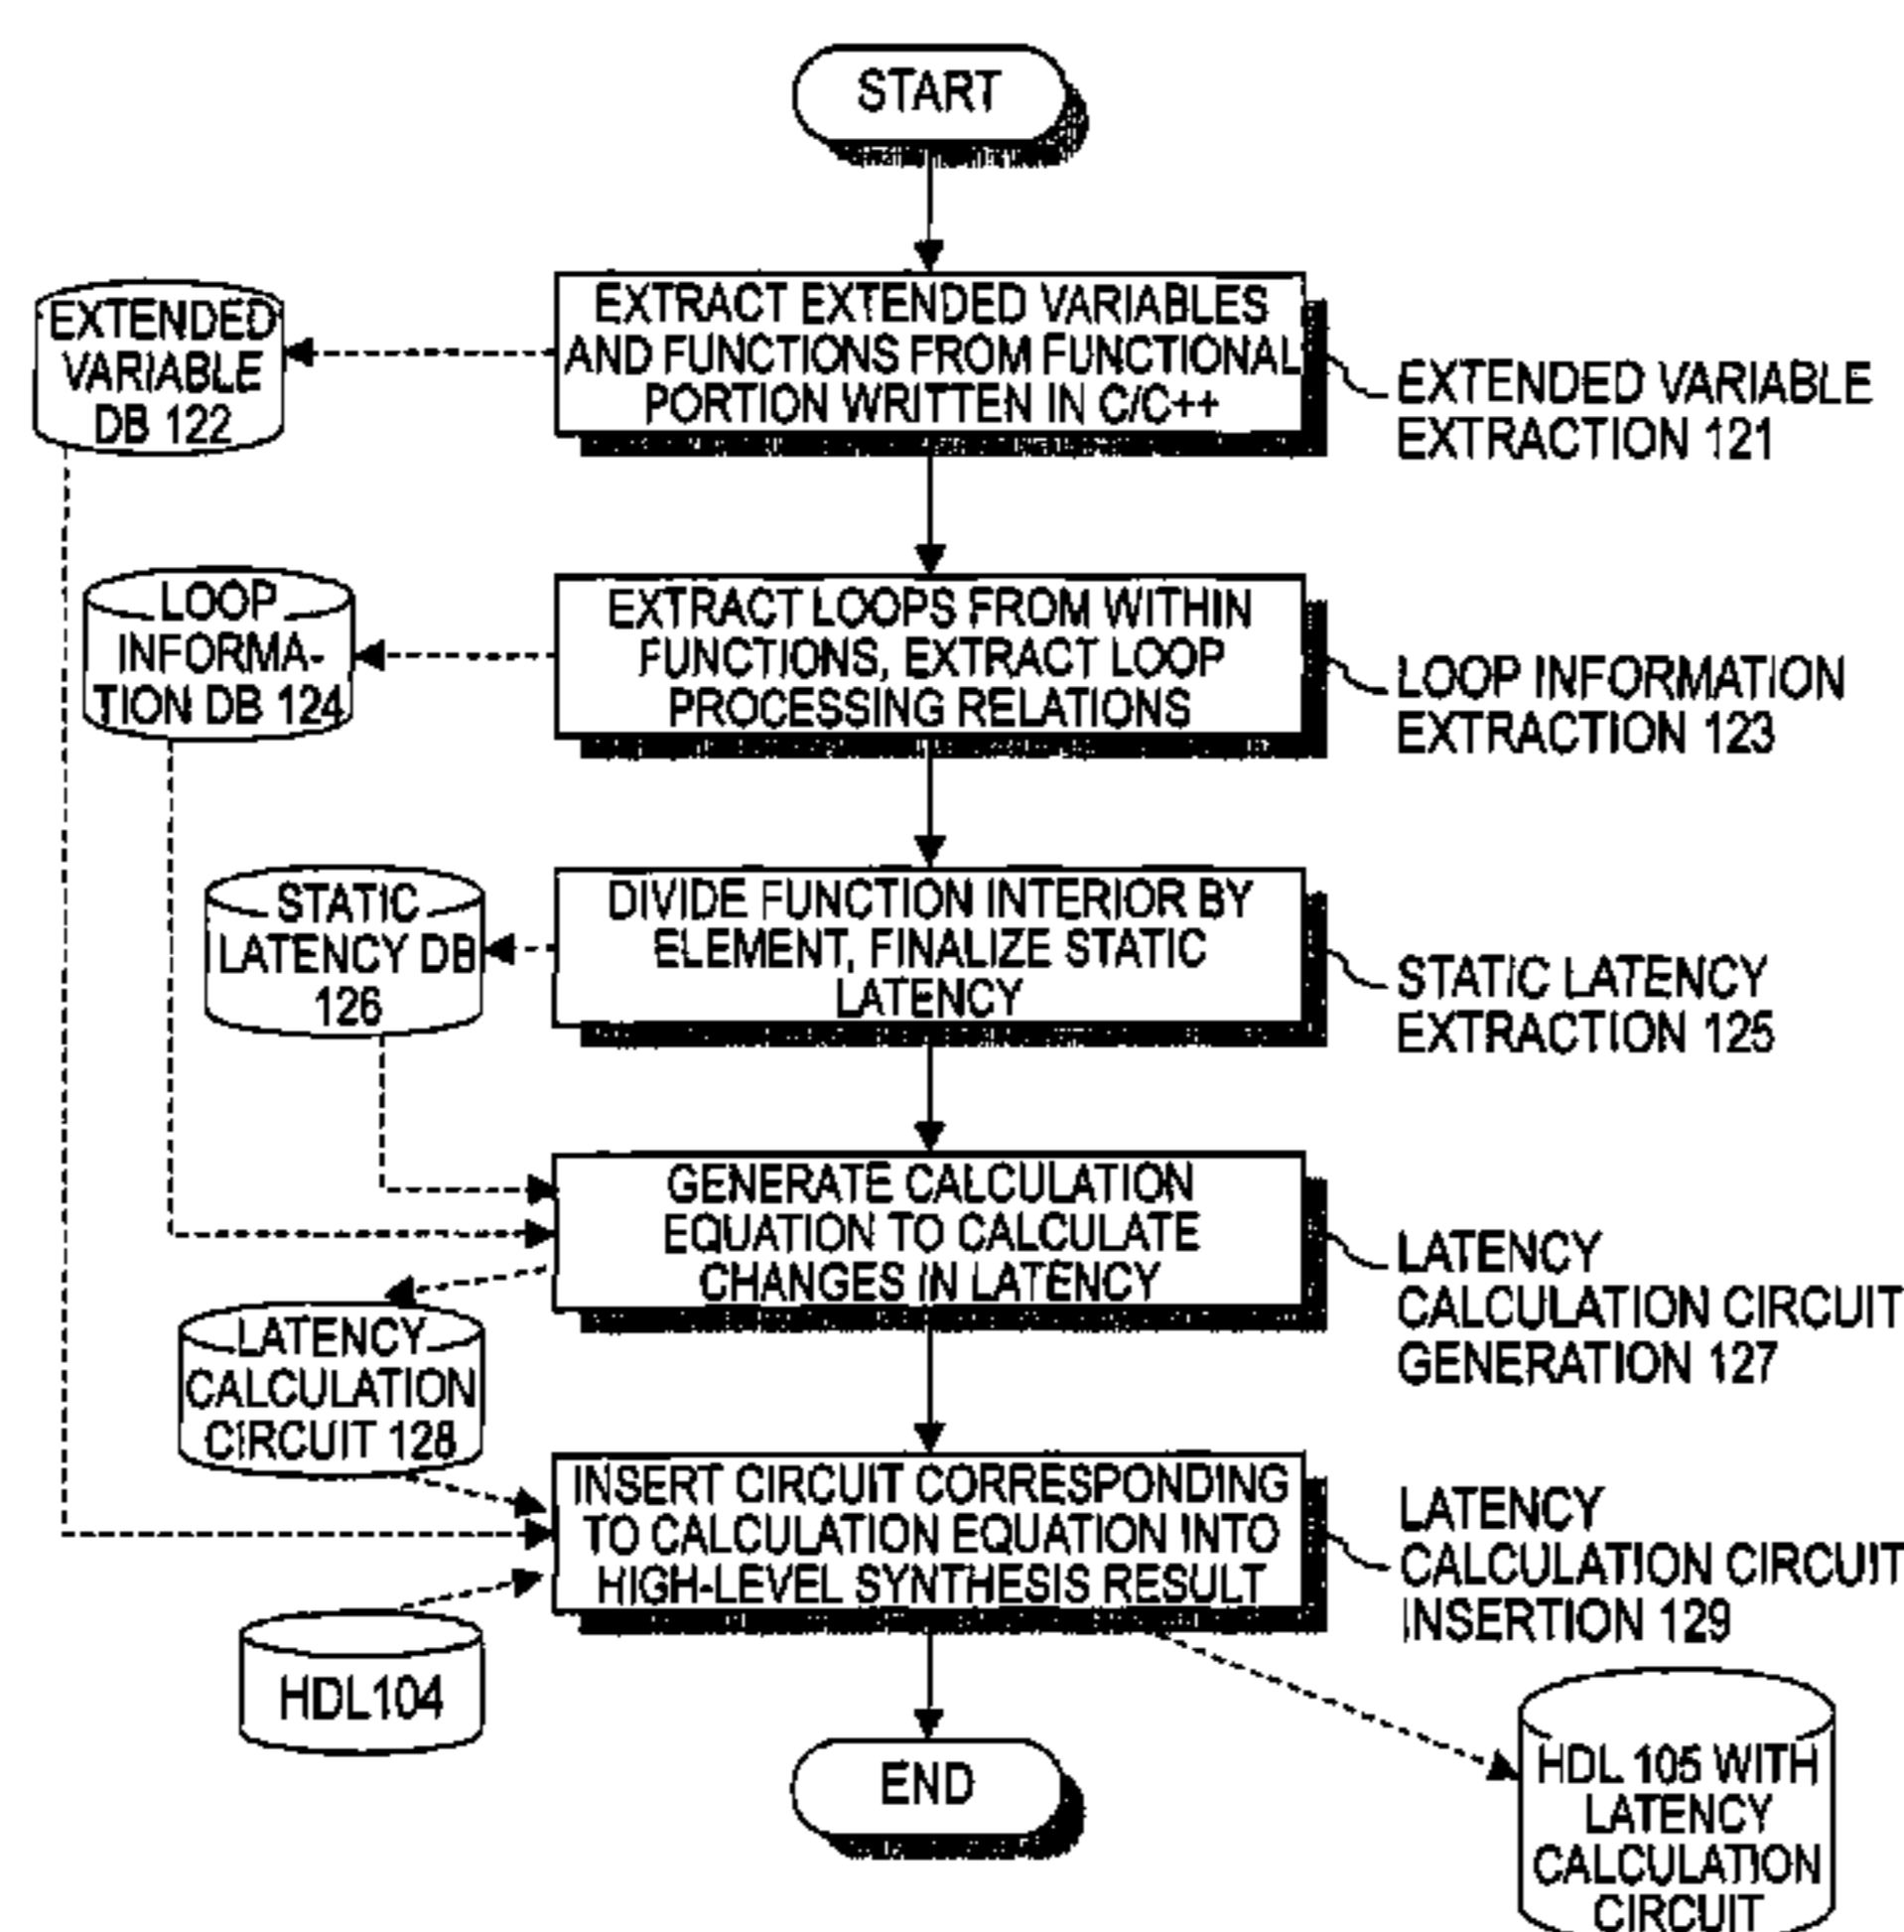 START
EXTENDED
VARIABLE
DB 122
EXTRACT EXTENDED VARIABLES
AND FUNCTIONS FROM FUNCTIONAL
PORTION WRITTEN IN C/C++
EXTENDED VARIABLE
EXTRACTION 121
LOOP
INFORMA-
TION DB 124
EXTRACT LOOPS FROM WITHIN
FUNCTIONS, EXTRACT LOOP
PROCESSING RELATIONS
LOOP INFORMATION
EXTRACTION 123
STATIC
LATENCY DB
126
DIVIDE FUNCTION INTERIOR BY
ELEMENT, FINALIZE STATIC
LATENCY
STATIC LATENCY
EXTRACTION 125
GENERATE CALCULATION
EQUATION TO CALCULATE
CHANGES IN LATENCY
LATENCY
CALCULATION CIRCUIT
GENERATION 127
LATENCY
CALCULATION
CIRCUIT 128
INSERT CIRCUIT CORRESPONDING
TO CALCULATION EQUATION INTO
HIGH-LEVEL SYNTHESIS RESULT
LATENCY
CALCULATION CIRCUIT
INSERTION 129
HDL104
END
HDL 105 WITH
LATENCY
CALCULATION
CIRCUIT